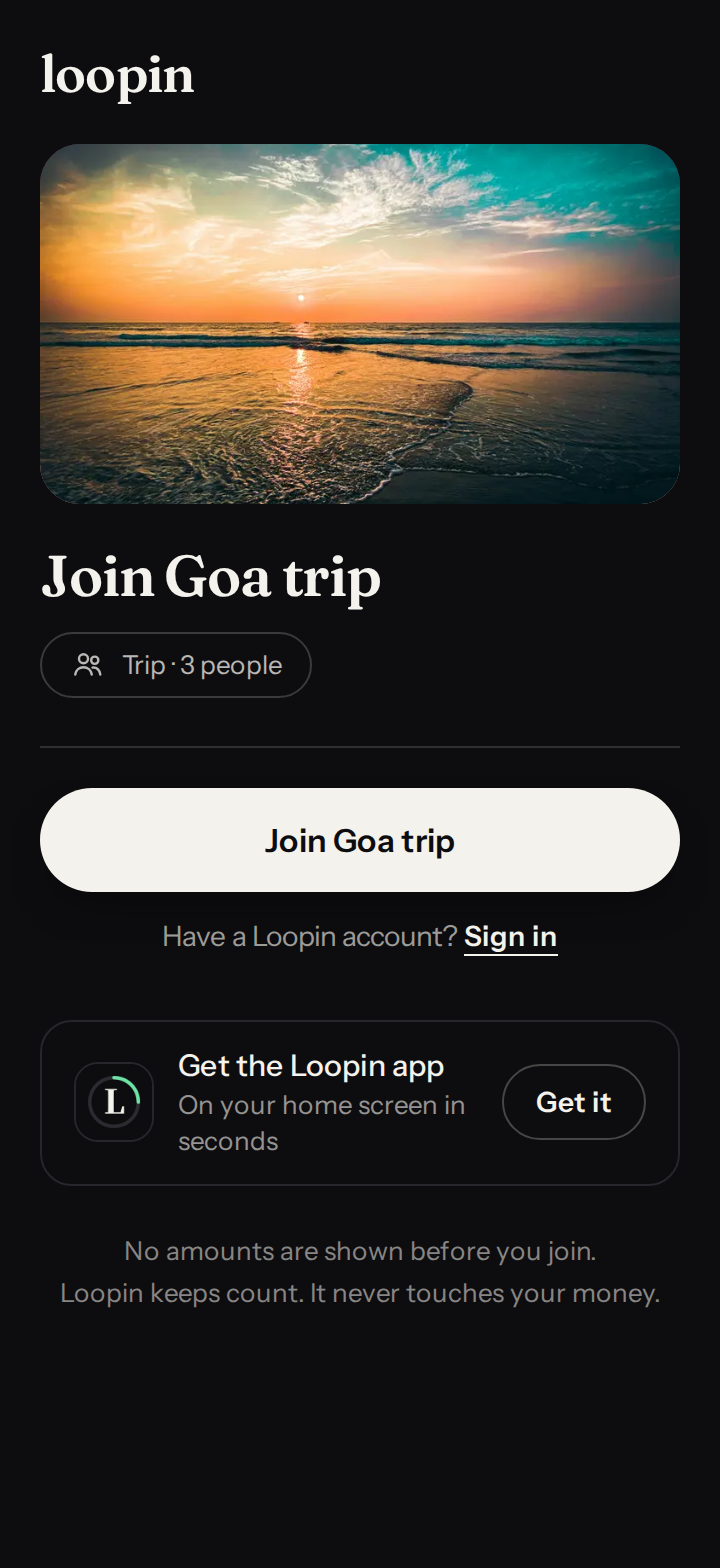 loopin
Join Goa trip
Trip · 3 people
Join Goa trip
Have a Loopin account? Sign in
Get the Loopin app
L
On your home screen in
seconds
Get it
No amounts are shown before you join.
Loopin keeps count. It never touches your money.